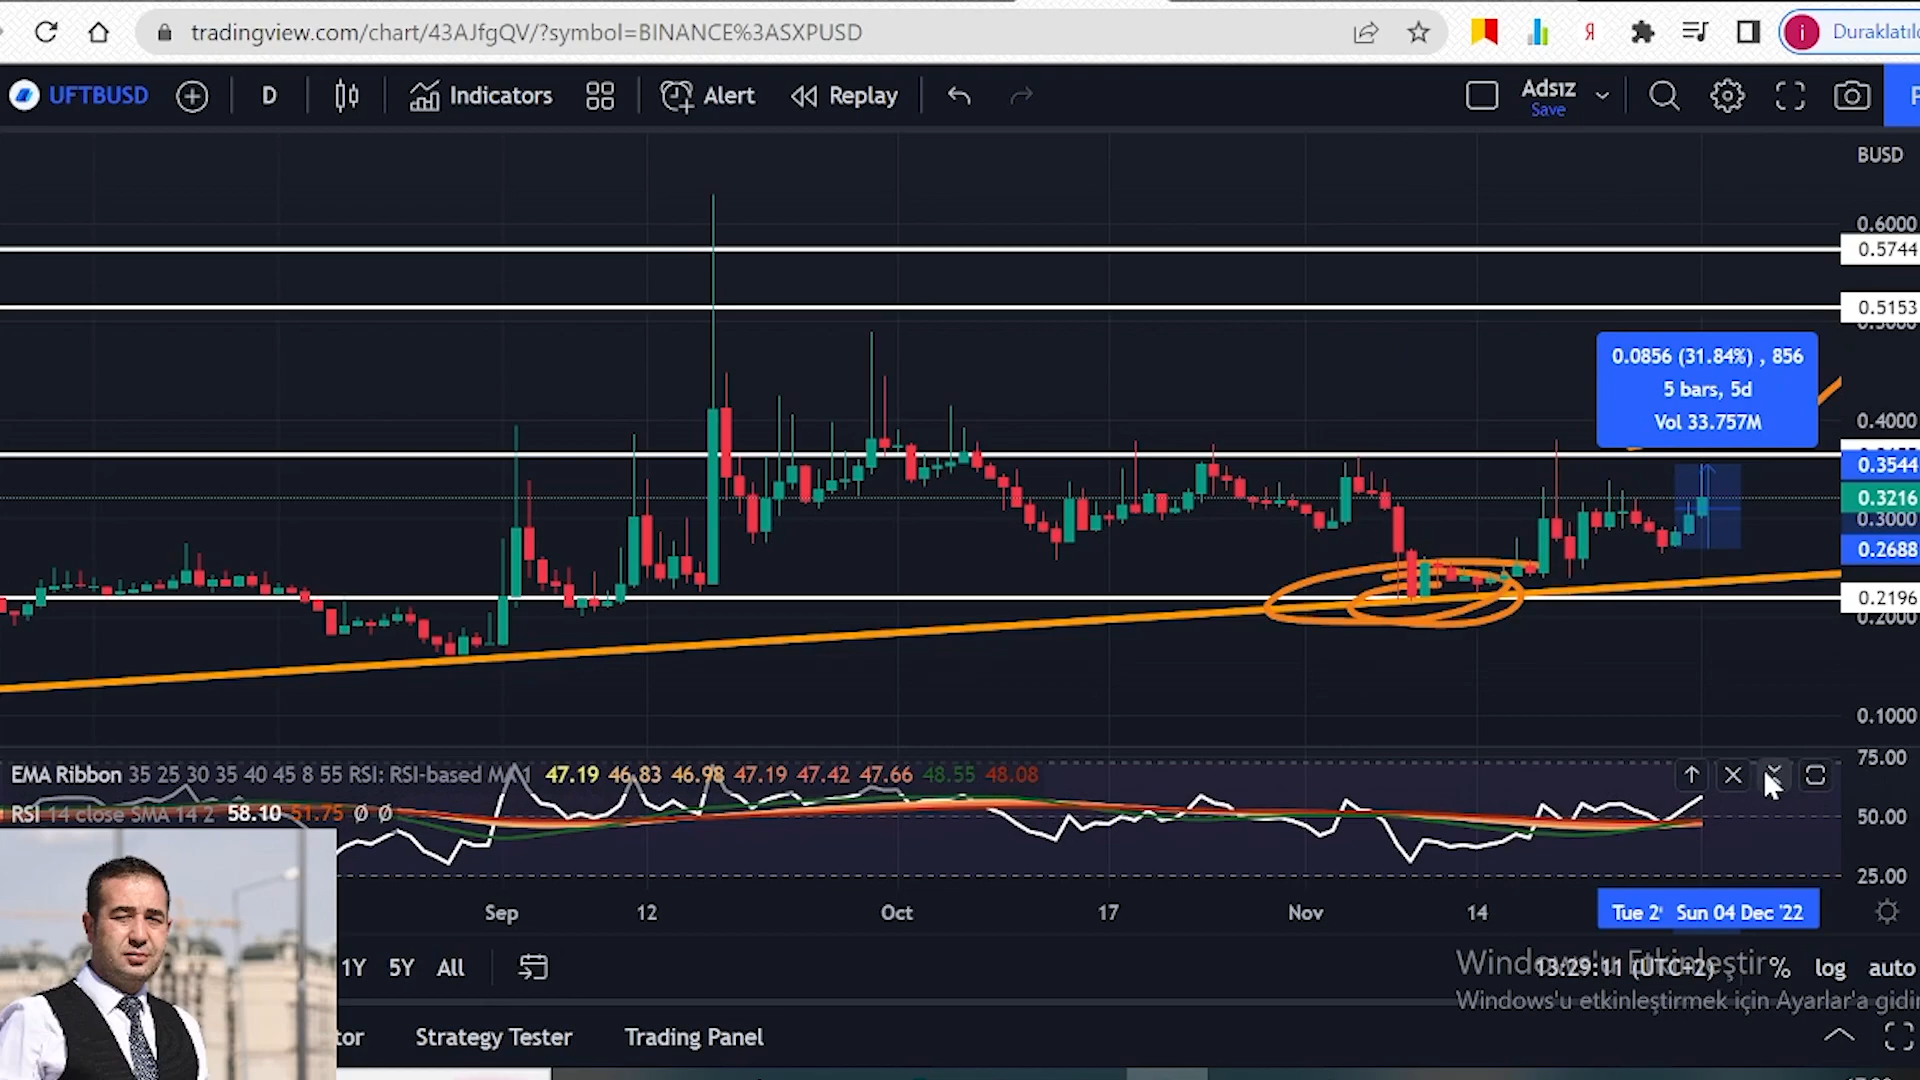 tradingview.com/chart/43AJfgQV/?symbol=BINANCE%3ASXPUSD
Я
i
UFTBUSD
D
Indicators
Alert
Replay
Adsız
Save
BUSD
0.6000
0.5744
0.5153
0.0856 (31.84%) , 856
5 bars, 5d
Vol 33.757M
0.4000
0.3544
0.3216
0.3000
0.2688
0.2196
0.2000
0.1000
EMA Ribbon 35 25 30 35 40 45 8 55 RSI: RSI-based MA 1 47.19 46.83 46.98 47.19 47.42 47.66 48.55 48.08
75.00
RSI 14 close SMA 14 2 58.10 51.75 Ø Ø
50.00
25.00
Sep
12
Oct
17
Nov
14
Sun 04 Dec '22
1Y
5Y
All
13:29:11 (UTC+2)
%
log
auto
Windows'u Etkinleştir
Windows'u etkinleştirmek için Ayarlar'a
Strategy Tester
Trading Panel